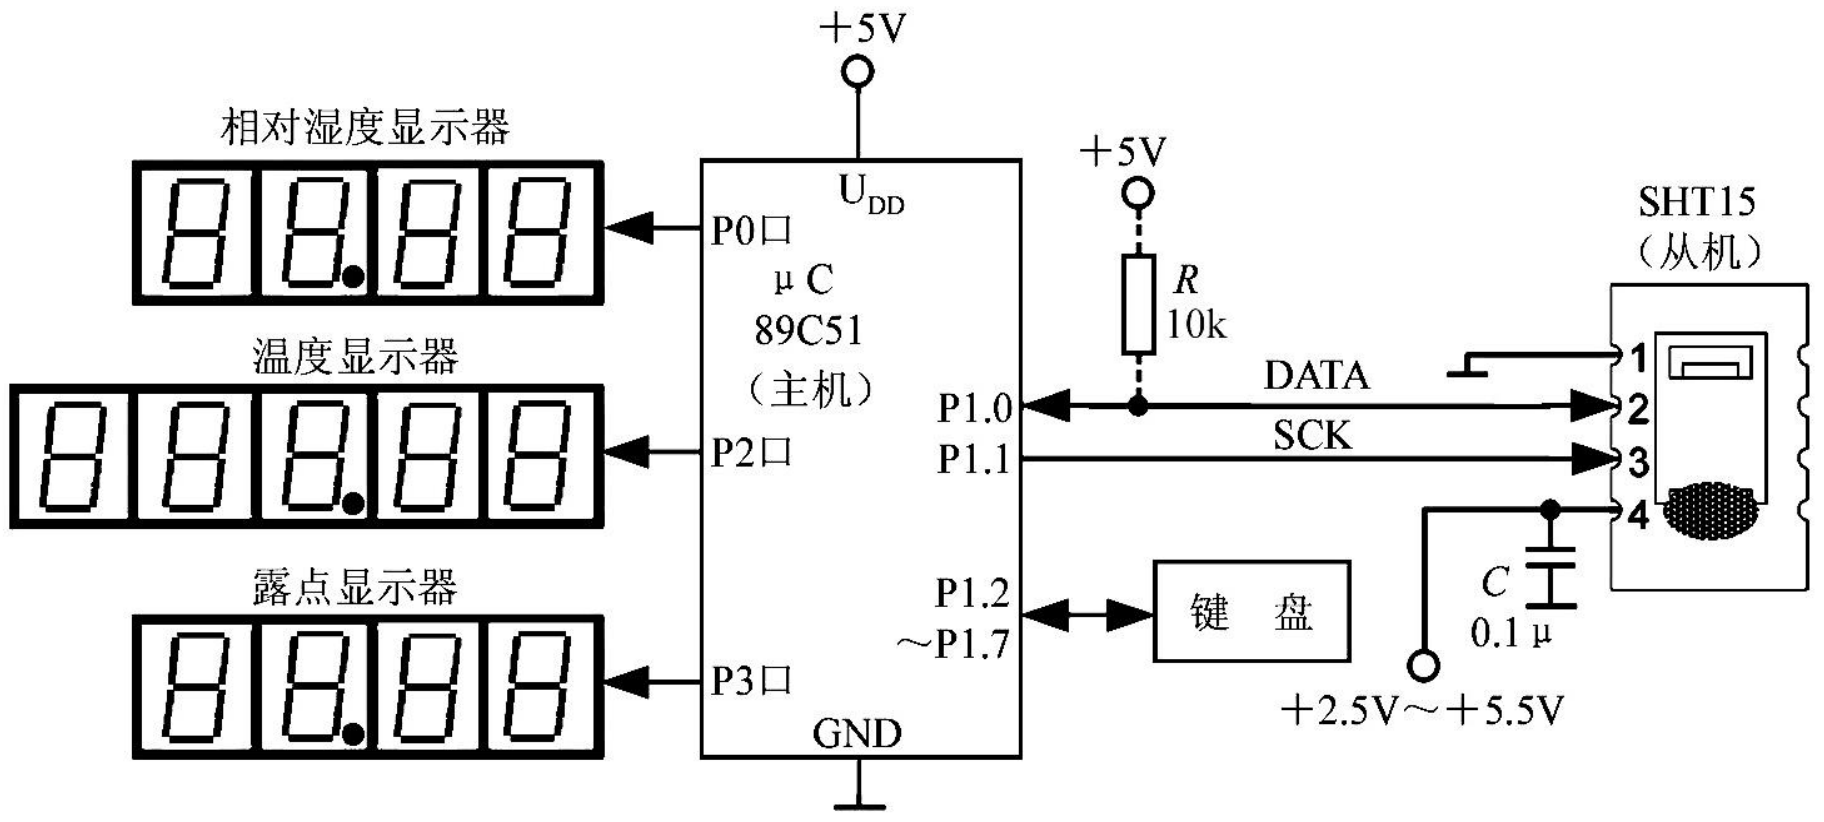 +5V
相对湿度显示器
+5V
U_DD
SHT15
(从机)
P0口
μC
R
89C51
10k
温度显示器
(主机)
1
DATA
P1.0
2
SCK
P2口
P1.1
3
4
露点显示器
P1.2
键 盘
C
~P1.7
0.1μ
P3口
+2.5V~+5.5V
GND